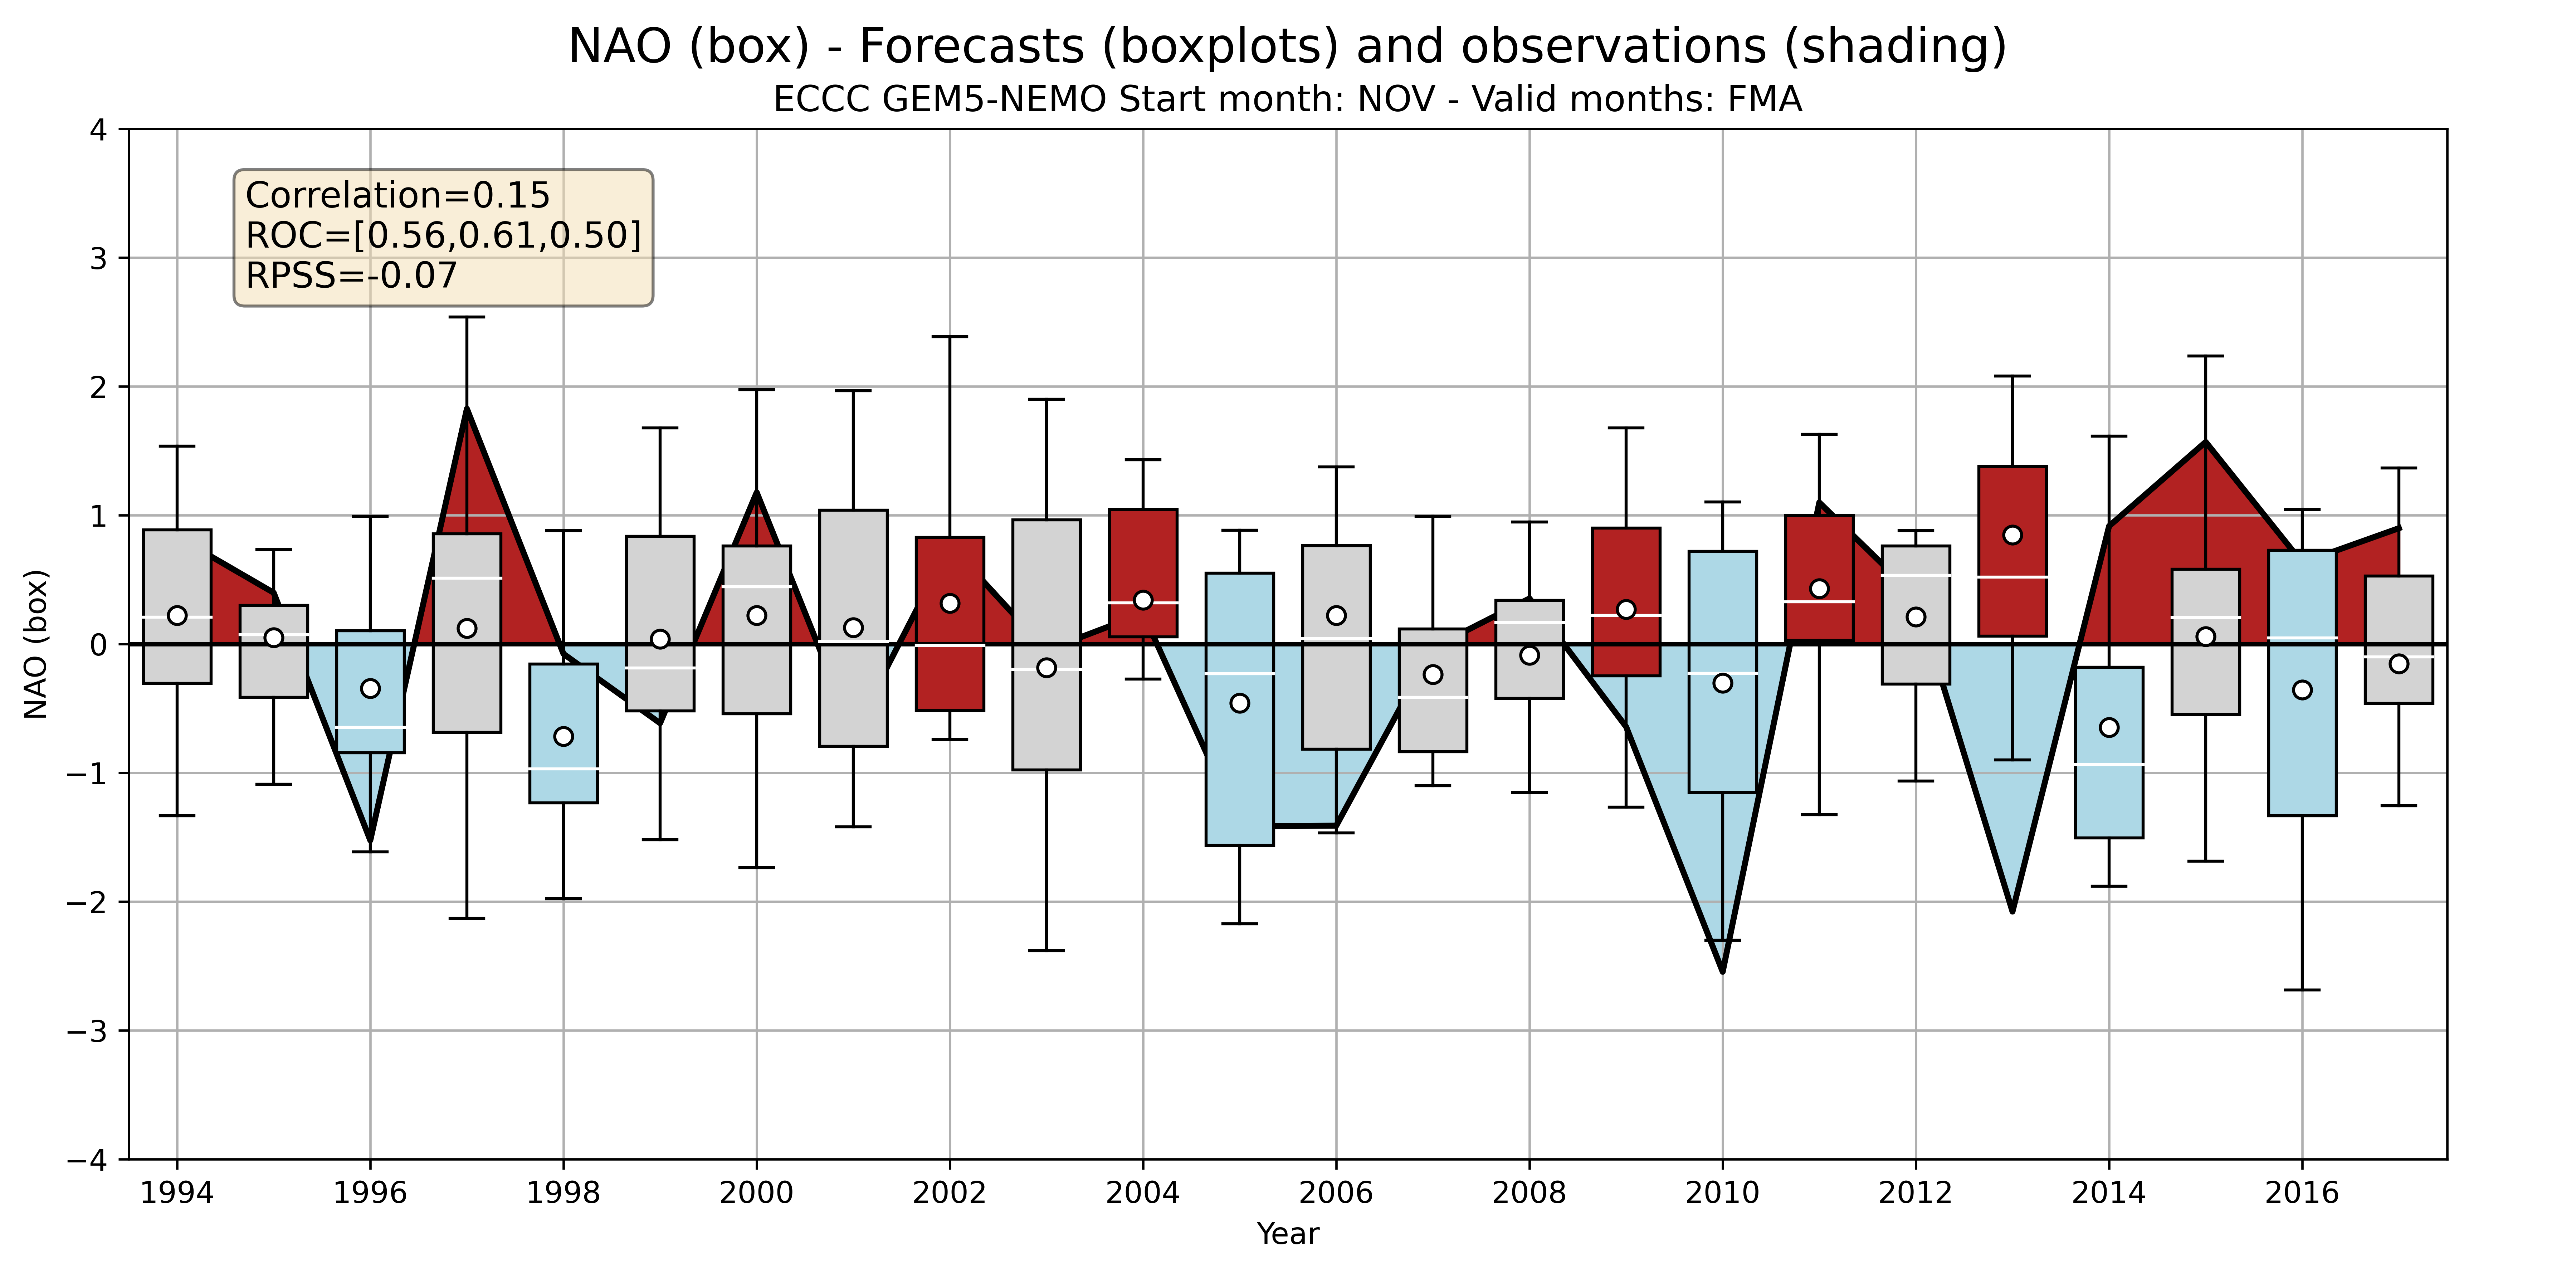 NAO (box) - Forecasts (boxplots) and observations (shading)
ECCC GEM5-NEMO Start month: NOV - Valid months: FMA
Correlation=0.15
ROC=[0.56,0.61,0.50]
RPSS=-0.07
NAO (box)
4
3
2
1
0
−1
−2
−3
−4
1994 1996 1998 2000 2002 2004 2006 2008 2010 2012 2014 2016
Year